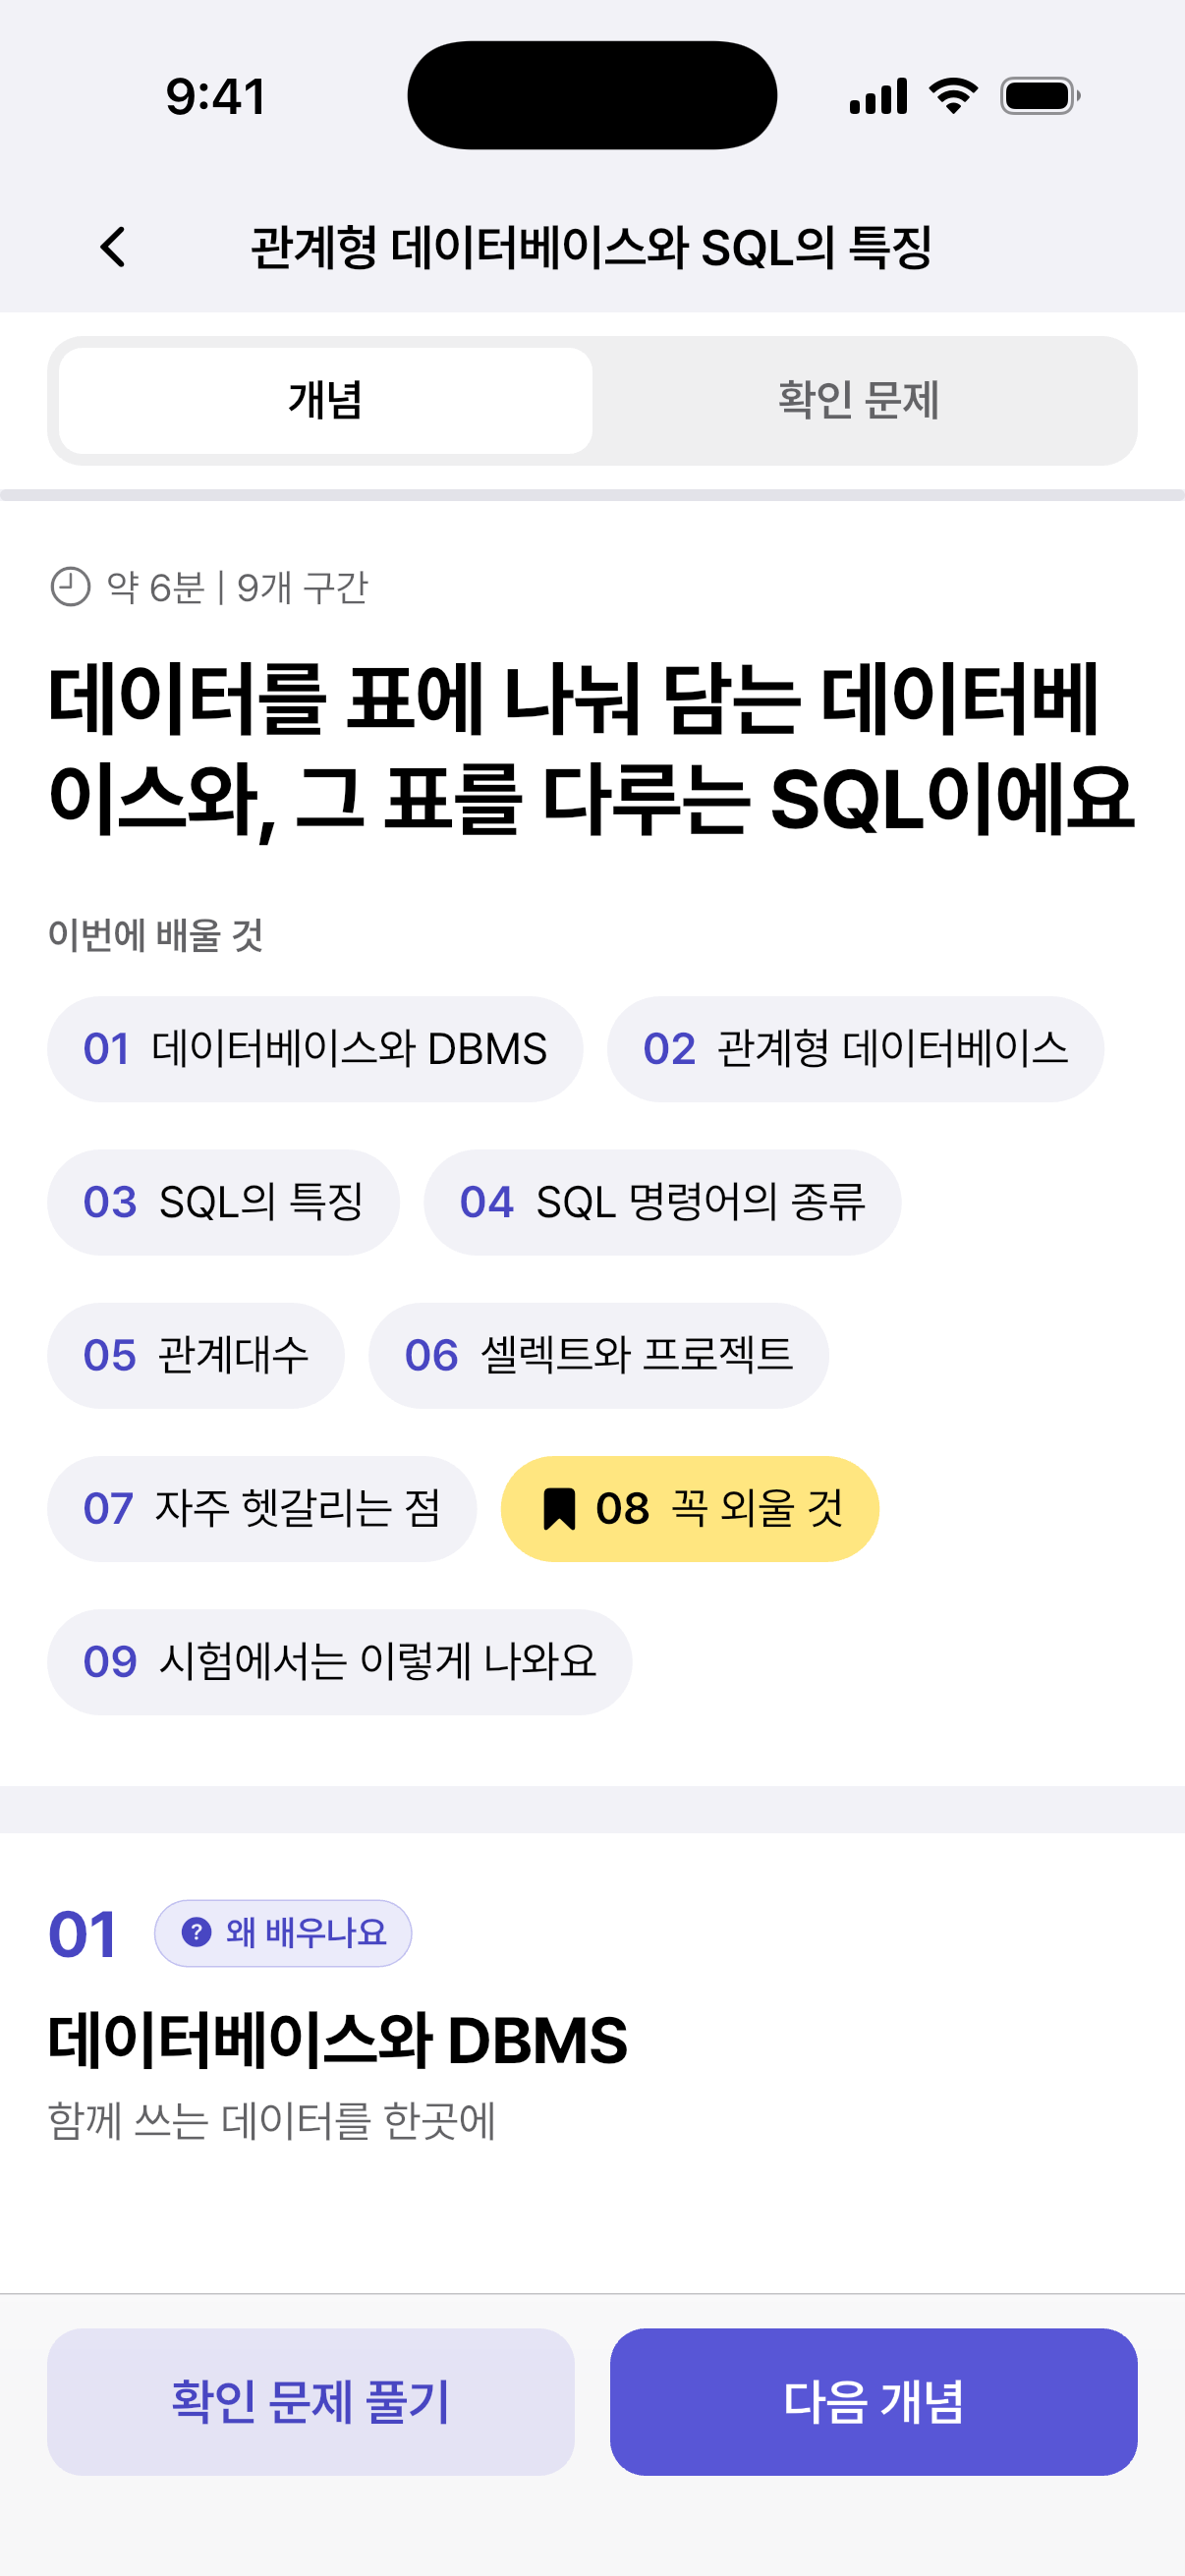 9:41
관계형 데이터베이스와 SQL의 특징
개념
확인 문제
약 6분 | 9개 구간
데이터를 표에 나눠 담는 데이터베
이스와, 그 표를 다루는 SQL이에요
이번에 배울 것
01 데이터베이스와 DBMS
02 관계형 데이터베이스
03 SQL의 특징
04 SQL 명령어의 종류
05 관계대수
06 셀렉트와 프로젝트
07 자주 헷갈리는 점
08 꼭 외울 것
09 시험에서는 이렇게 나와요
01
? 왜 배우나요
데이터베이스와 DBMS
함께 쓰는 데이터를 한곳에
확인 문제 풀기
다음 개념